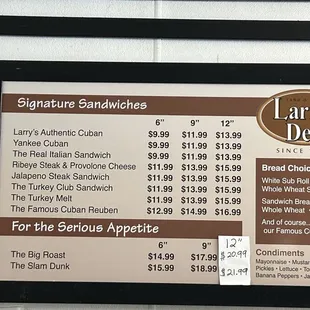 Signature Sandwiches
6" 9" 12"
Larry's Authentic Cuban $9.99 $11.99 $13.99
Yankee Cuban $9.99 $11.99 $13.99
The Real Italian Sandwich $9.99 $11.99 $13.99
Ribeye Steak & Provolone Cheese $11.99 $13.99 $15.99
Jalapeno Steak Sandwich $11.99 $13.99 $15.99
The Turkey Club Sandwich $11.99 $13.99 $15.99
The Turkey Melt $11.99 $13.99 $15.99
The Famous Cuban Reuben $12.99 $14.99 $16.99
For the Serious Appetite
6" 9" 12"
The Big Roast $14.99 $17.99 $20.99
The Slam Dunk $15.99 $18.99 $21.99
Lar
De
SINCE
Bread Choic
White Sub Roll
Whole Wheat S
Sandwich Brea
Whole Wheat
And of course...
our Famous C
Condiments
Mayonnaise • Mustar
Pickles • Lettuce • To
Banana Peppers • Ja